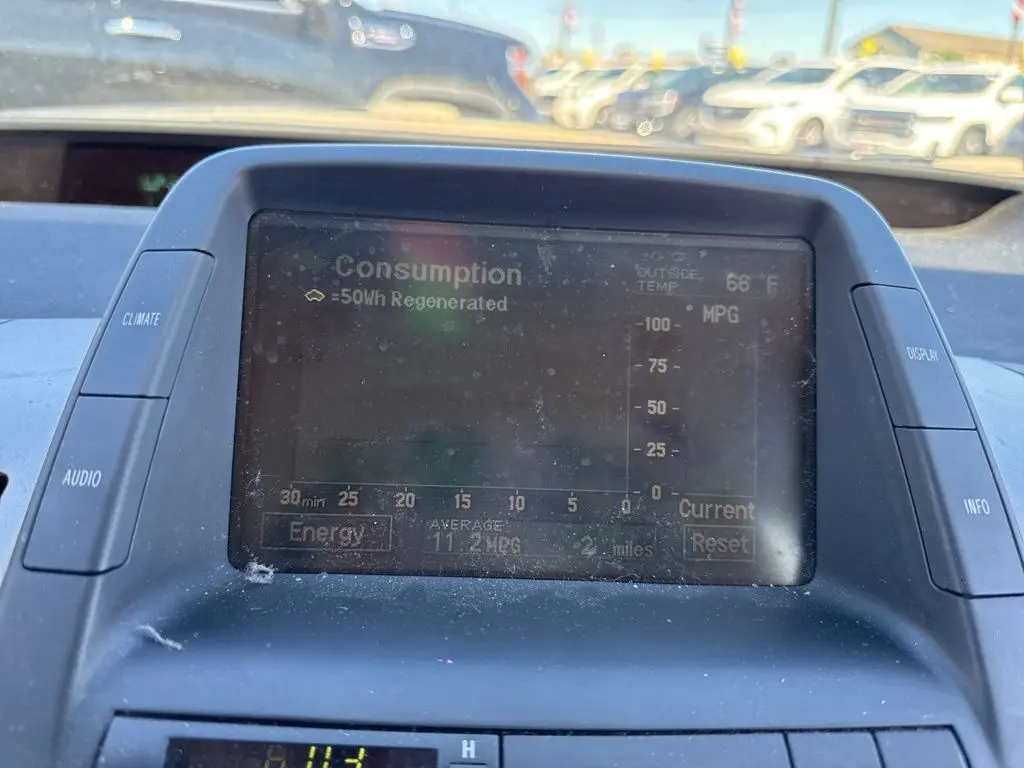 Consumption
=50Wh Regenerated
OUTSIDE TEMP 66 °F
MPG
100
75
50
25
0
30min 25 20 15 10 5 0
Current
Energy
AVERAGE
11.2MPG
2 miles
Reset
CLIMATE
AUDIO
DISPLAY
INFO
H